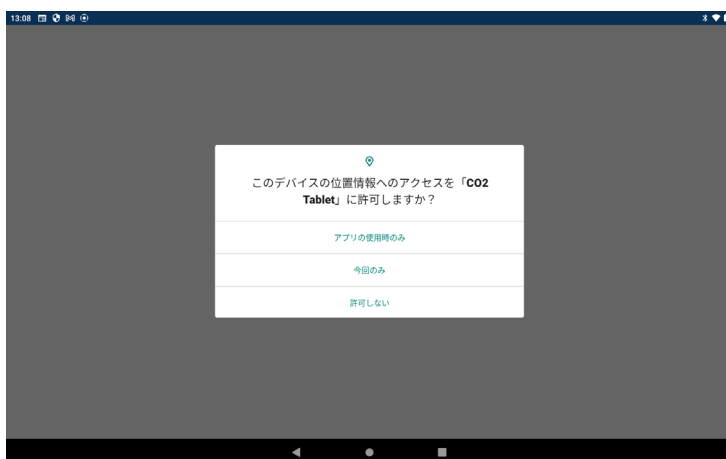 13:08
このデバイスの位置情報へのアクセスを「CO2
Tablet」に許可しますか？
アプリの使用時のみ
今回のみ
許可しない